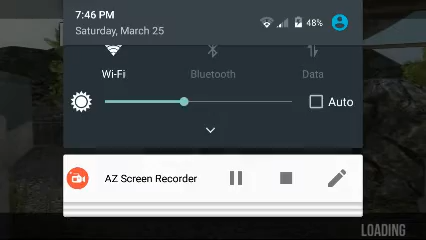 7:46 PM
48%
Saturday, March 25
Wi-Fi Bluetooth Data
Auto
AZ Screen Recorder
LOADING